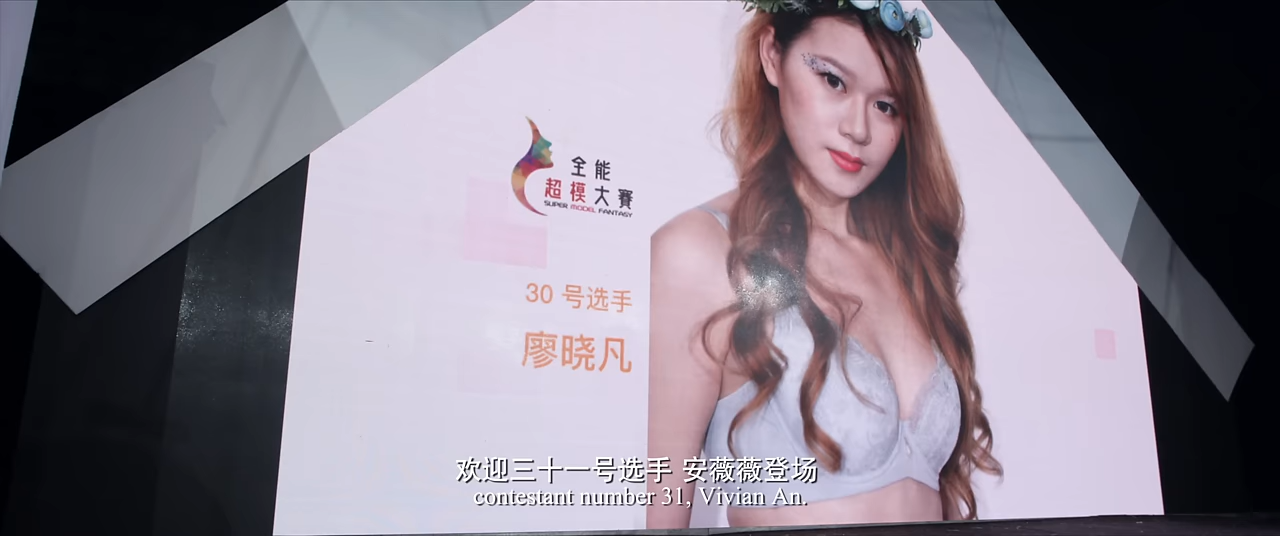 全能
超模大賽
SUPER MODEL FANTASY
30 号选手
廖晓凡
欢迎三十一号选手 安薇薇登场
contestant number 31, Vivian An.